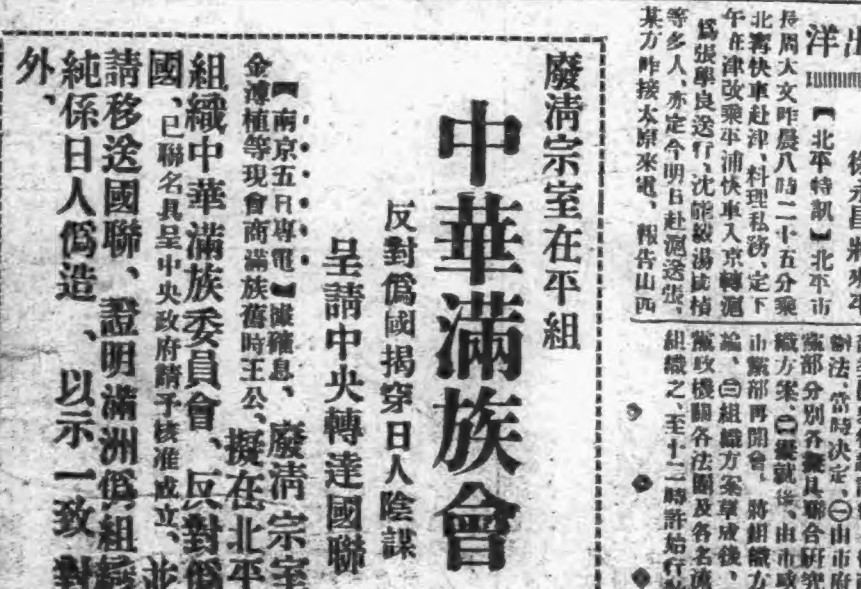 洋
【北平特訊】北平市
長周大文昨晨八時二十五分乘
北寗快車赴津、料理私務、定下
午在津改乘平浦快車入京轉滬
爲張學良送行、沈能毅湯
等多人、亦定今明日赴滬送張、
某方昨接太原來電、報告山西
辦法、當時決定、㊀由市府
黨部分別各擬具聯合研究
織方案、㊁擬就後、由市政
市黨部再開會、將組織方
論、㊂組織方案草成後、
黨政機關各法團及各名流
組織之、至十二時許始行
廢清宗室在平組
中華滿族會
反對僞國揭穿日人陰謀
呈請中央轉達國聯
【南京五日專電】據確息、廢清宗室
金溥植等現會商滿族舊時王公、擬在北平
組織中華滿族委員會、反對僞
國、已聯名具呈中央政府請予核准成立、並
請移送國聯、證明滿洲僞組織
純係日人僞造、以示一致對
外、